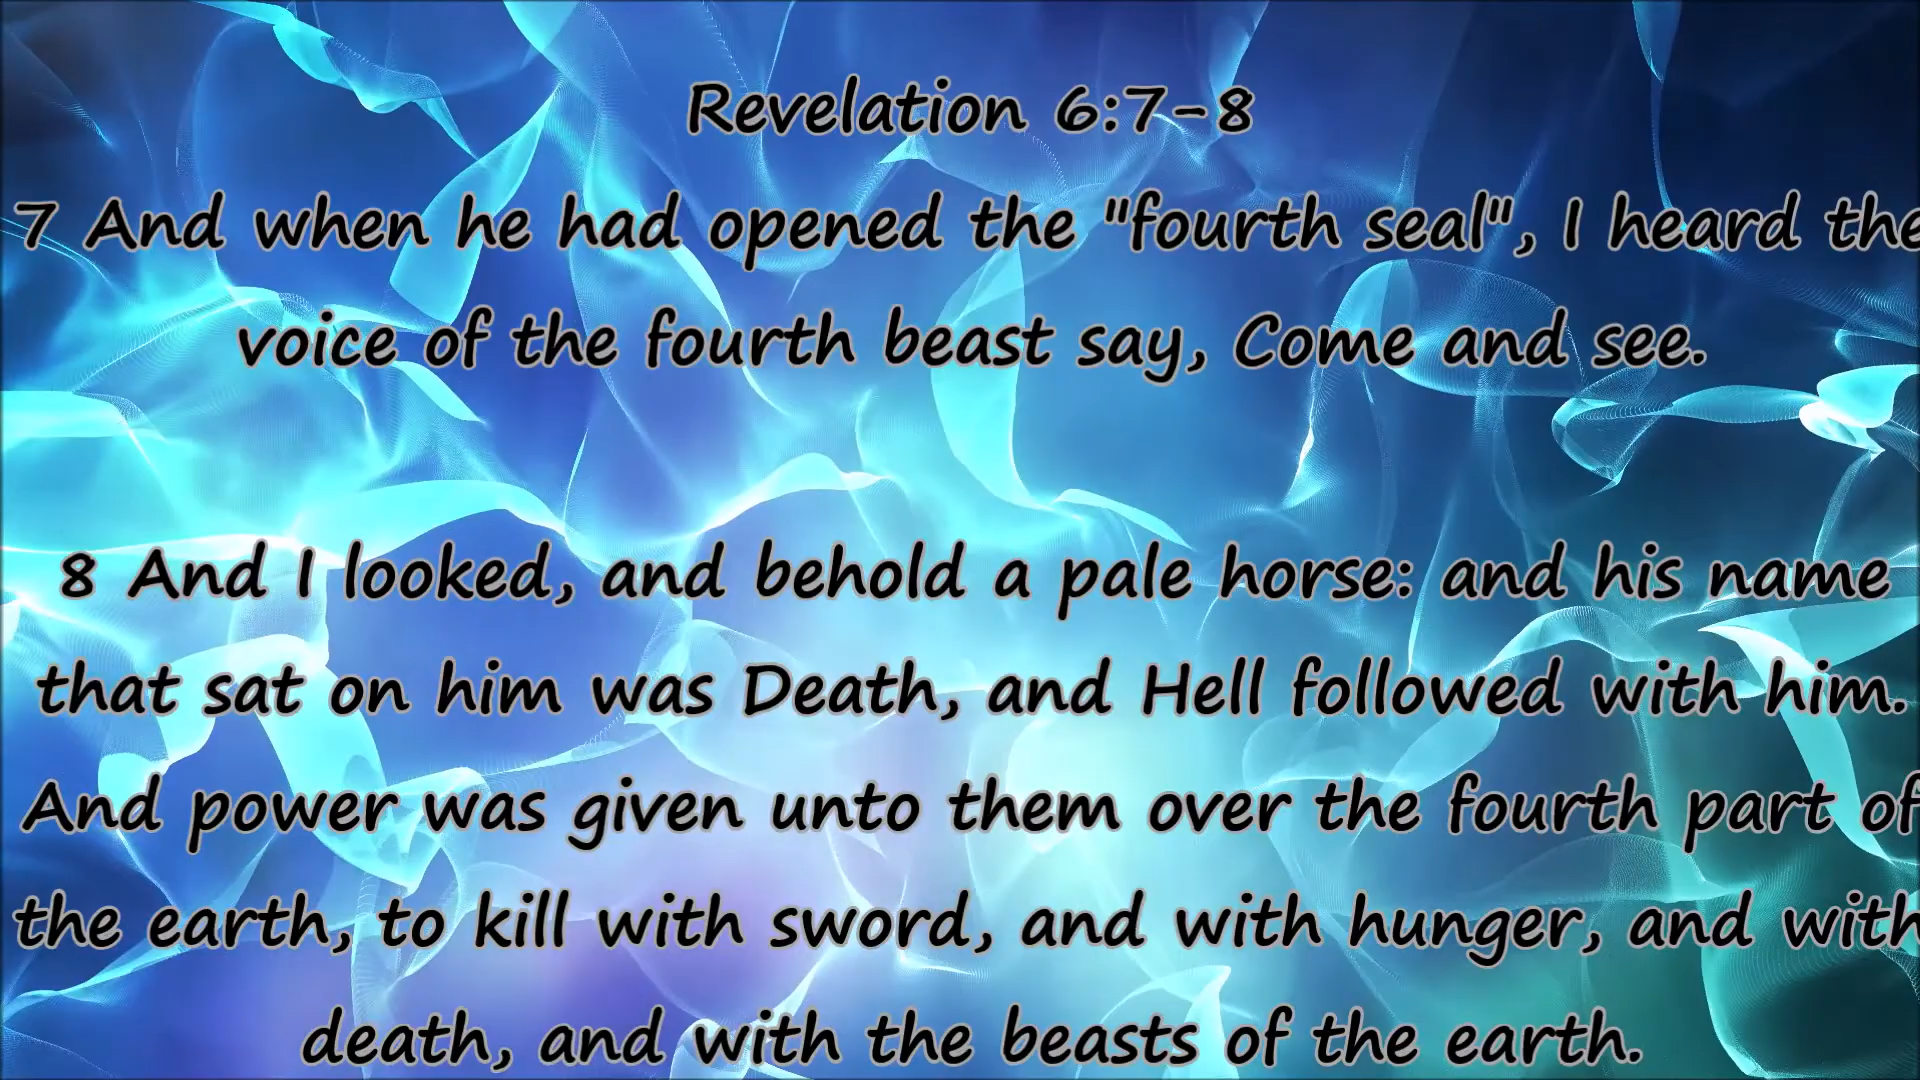 Revelation 6:7-8
7 And when he had opened the "fourth seal", I heard the
voice of the fourth beast say, Come and see.
8 And I looked, and behold a pale horse: and his name
that sat on him was Death, and Hell followed with him.
And power was given unto them over the fourth part of
the earth, to kill with sword, and with hunger, and with
death, and with the beasts of the earth.